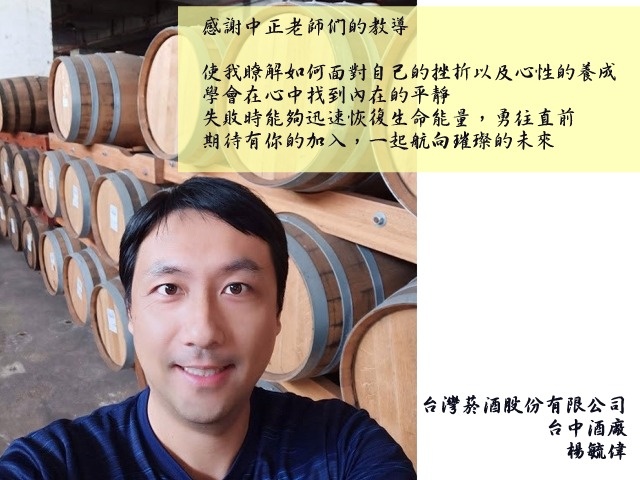 感謝中正老師們的教導
使我瞭解如何面對自己的挫折以及心性的養成
學會在心中找到內在的平靜
失敗時能夠迅速恢復生命能量，勇往直前
期待有你的加入，一起航向璀璨的未來
台灣菸酒股份有限公司
台中酒廠
楊毓偉